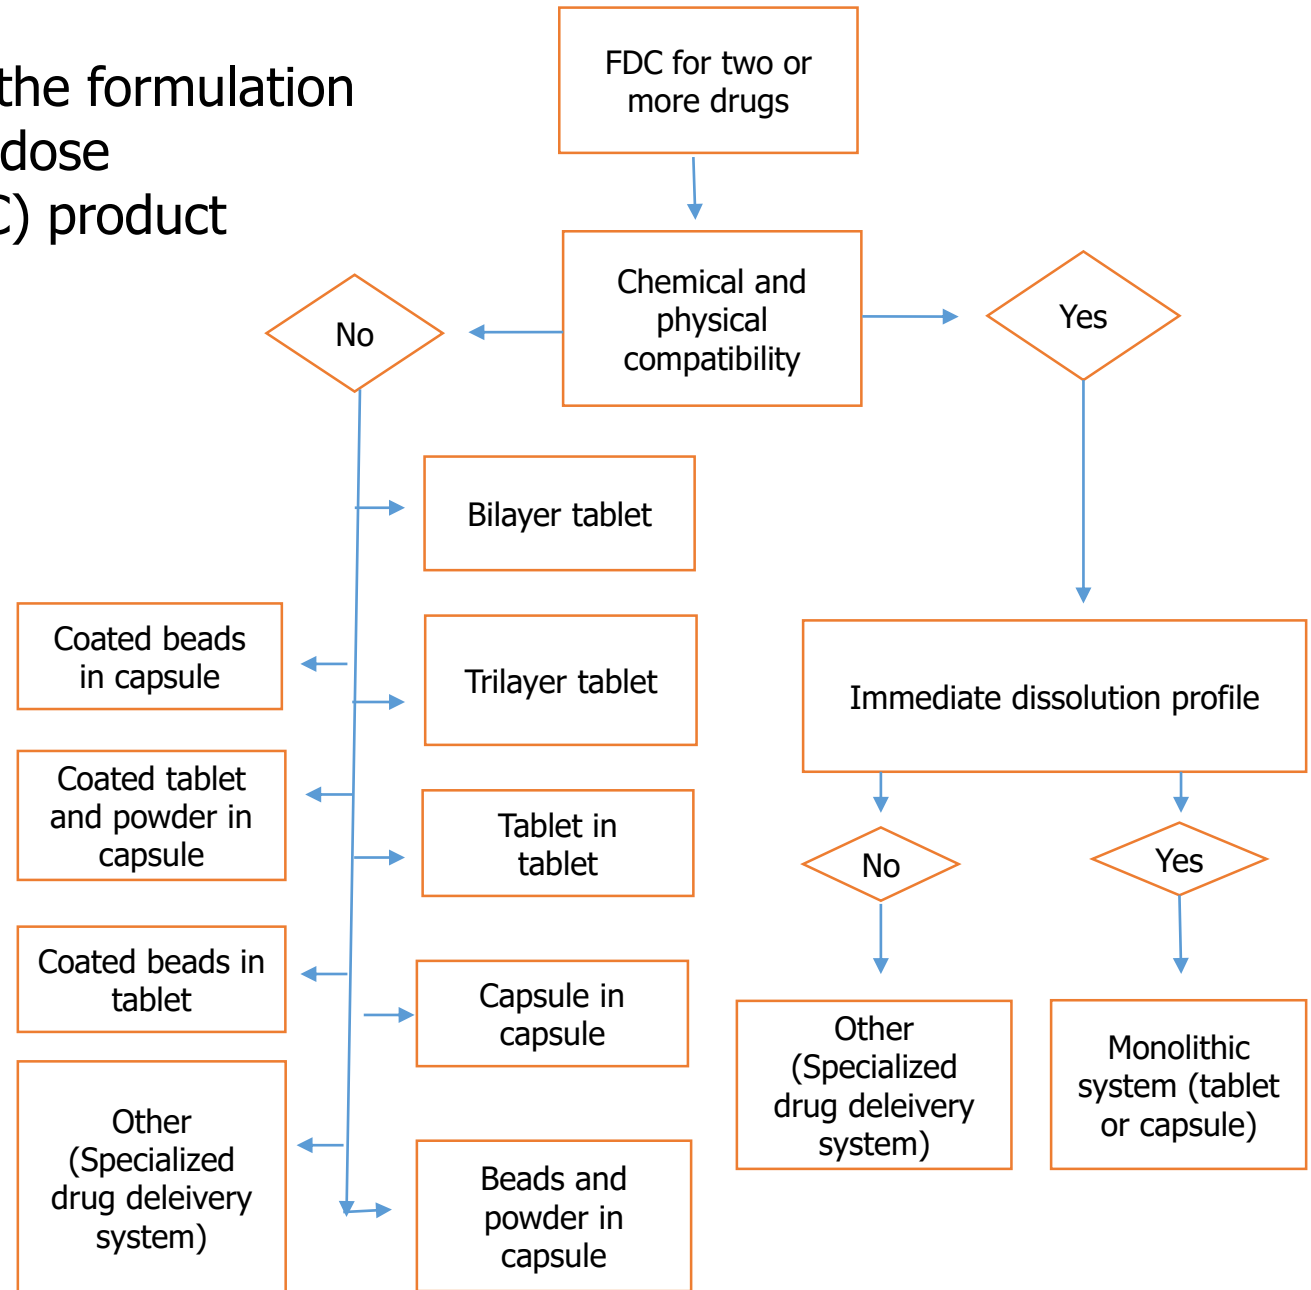 the formulation
dose
C) product
FDC for two or
more drugs
Chemical and
physical
compatibility
No
Yes
Bilayer tablet
Coated beads
in capsule
Trilayer tablet
Immediate dissolution profile
Coated tablet
and powder in
capsule
Tablet in
tablet
No
Yes
Coated beads in
tablet
Capsule in
capsule
Other
(Specialized
drug deleivery
system)
Monolithic
system (tablet
or capsule)
Other
(Specialized
drug deleivery
system)
Beads and
powder in
capsule